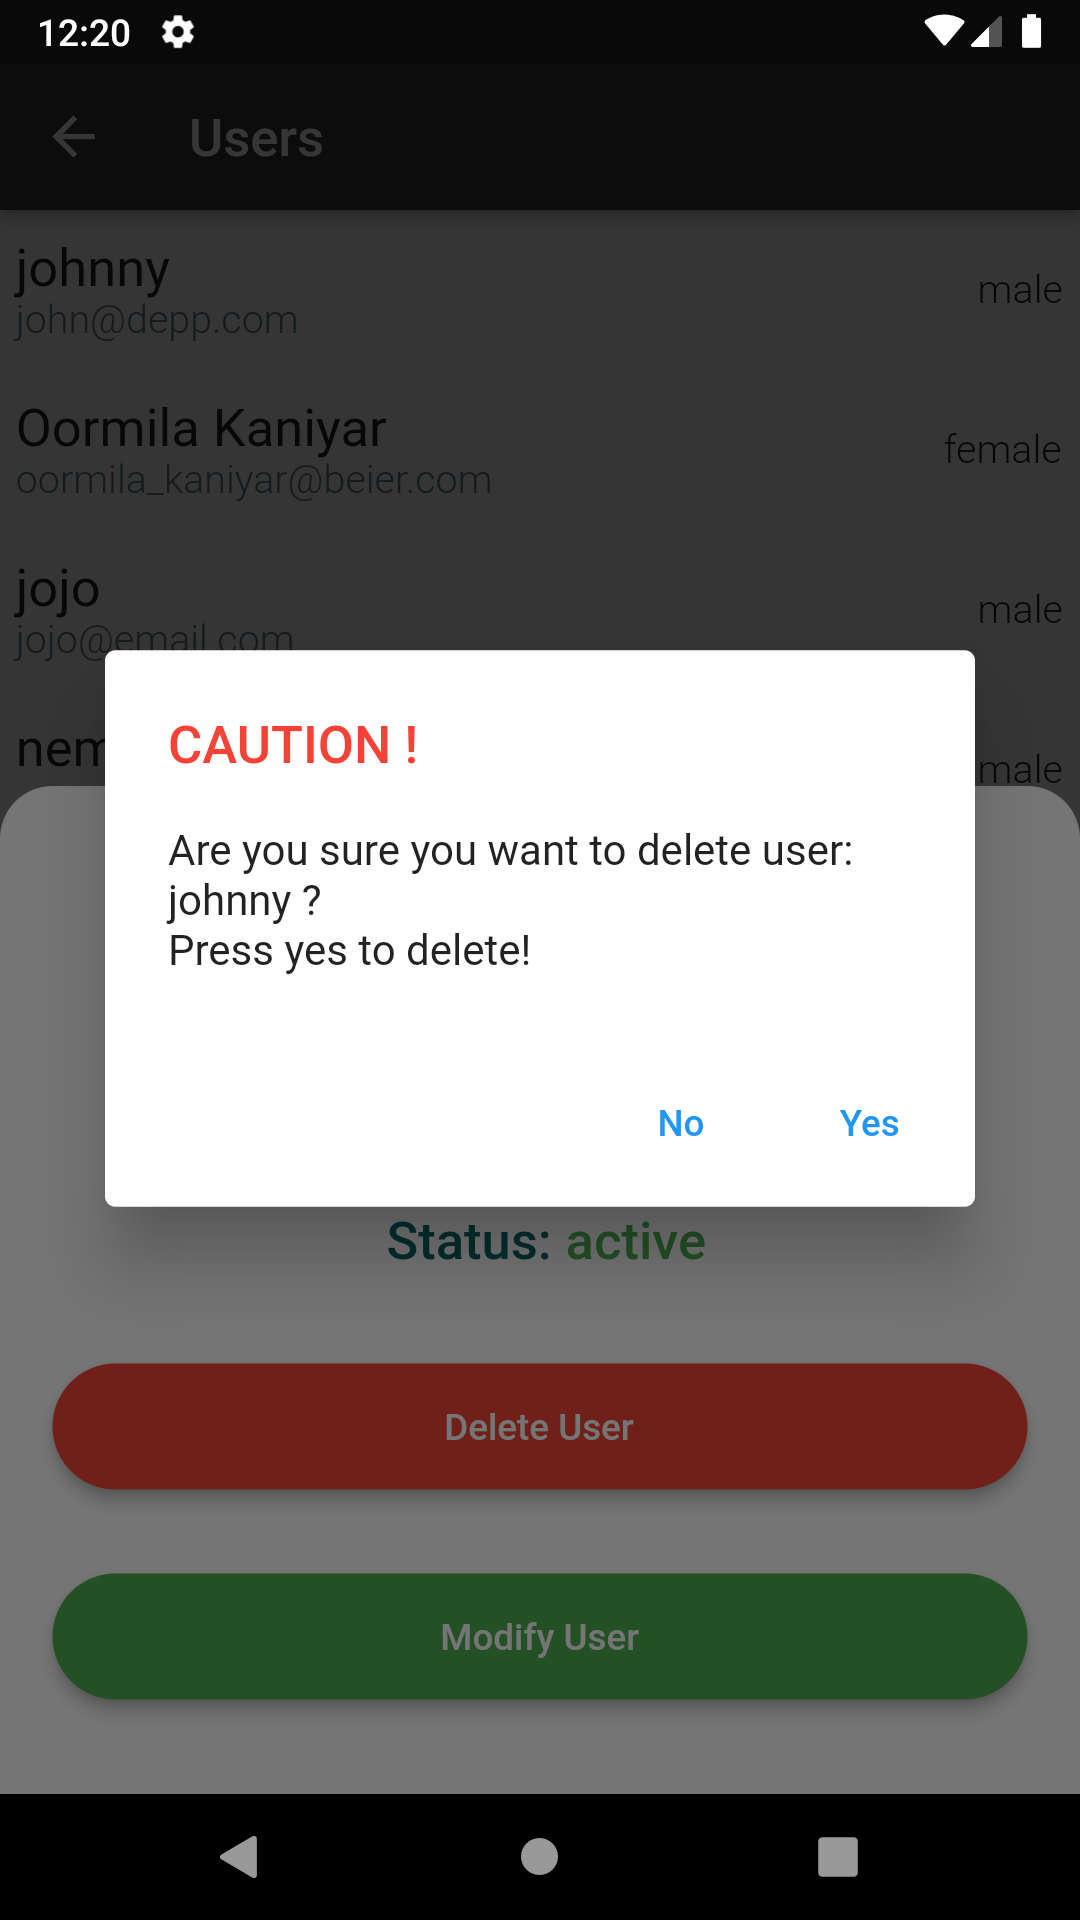 12:20
Users
johnny
male
john@depp.com
Oormila Kaniyar
female
oormila_kaniyar@beier.com
jojo
male
jojo@email.com
male
CAUTION !
Are you sure you want to delete user:
johnny ?
Press yes to delete!
No Yes
Status: active
Delete User
Modify User